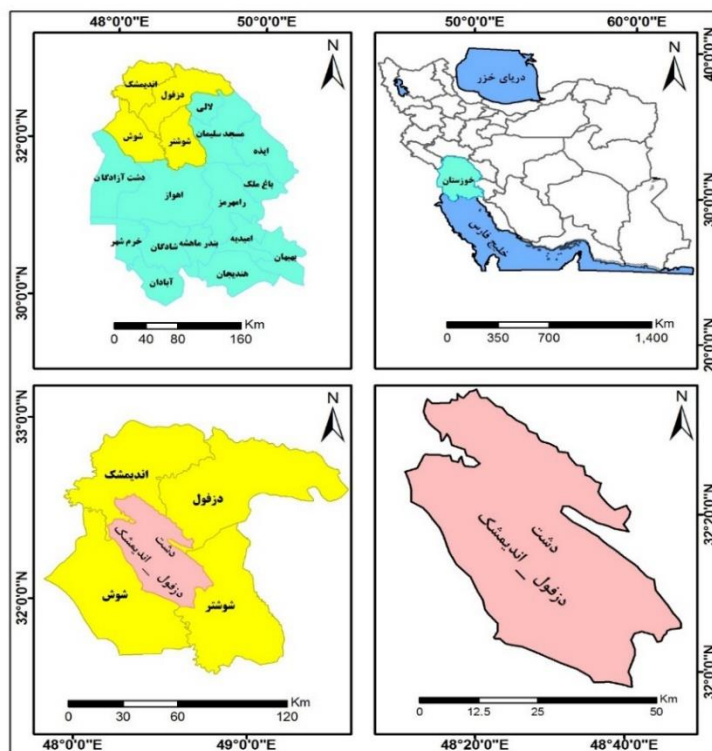 48°0'0"E
50°0'0"E
32°0'0"N
30°0'0"N
N
اندیمشک
دزفول
لالی
شوش
شوشتر
مسجد سلیمان
ایذه
دشت آزادگان
اهواز
باغ ملک
رامهرمز
خرم شهر
شادگان
بندر ماهشه
امیدیه
بهبهان
آبادان
هندیجان
Km
0 40 80 160
50°0'0"E
60°0'0"E
40°0'0"N
30°0'0"N
20°0'0"N
N
دریای خزر
خوزستان
خلیج فارس
Km
0 350 700 1,400
33°0'0"N
32°0'0"N
N
اندیمشک
دزفول
دشت
دزفول _ اندیمشک
شوش
شوشتر
Km
0 30 60 120
48°0'0"E
49°0'0"E
N
32°20'0"N
32°0'0"N
دشت
دزفول _ اندیمشک
Km
0 12.5 25 50
48°20'0"E
48°40'0"E